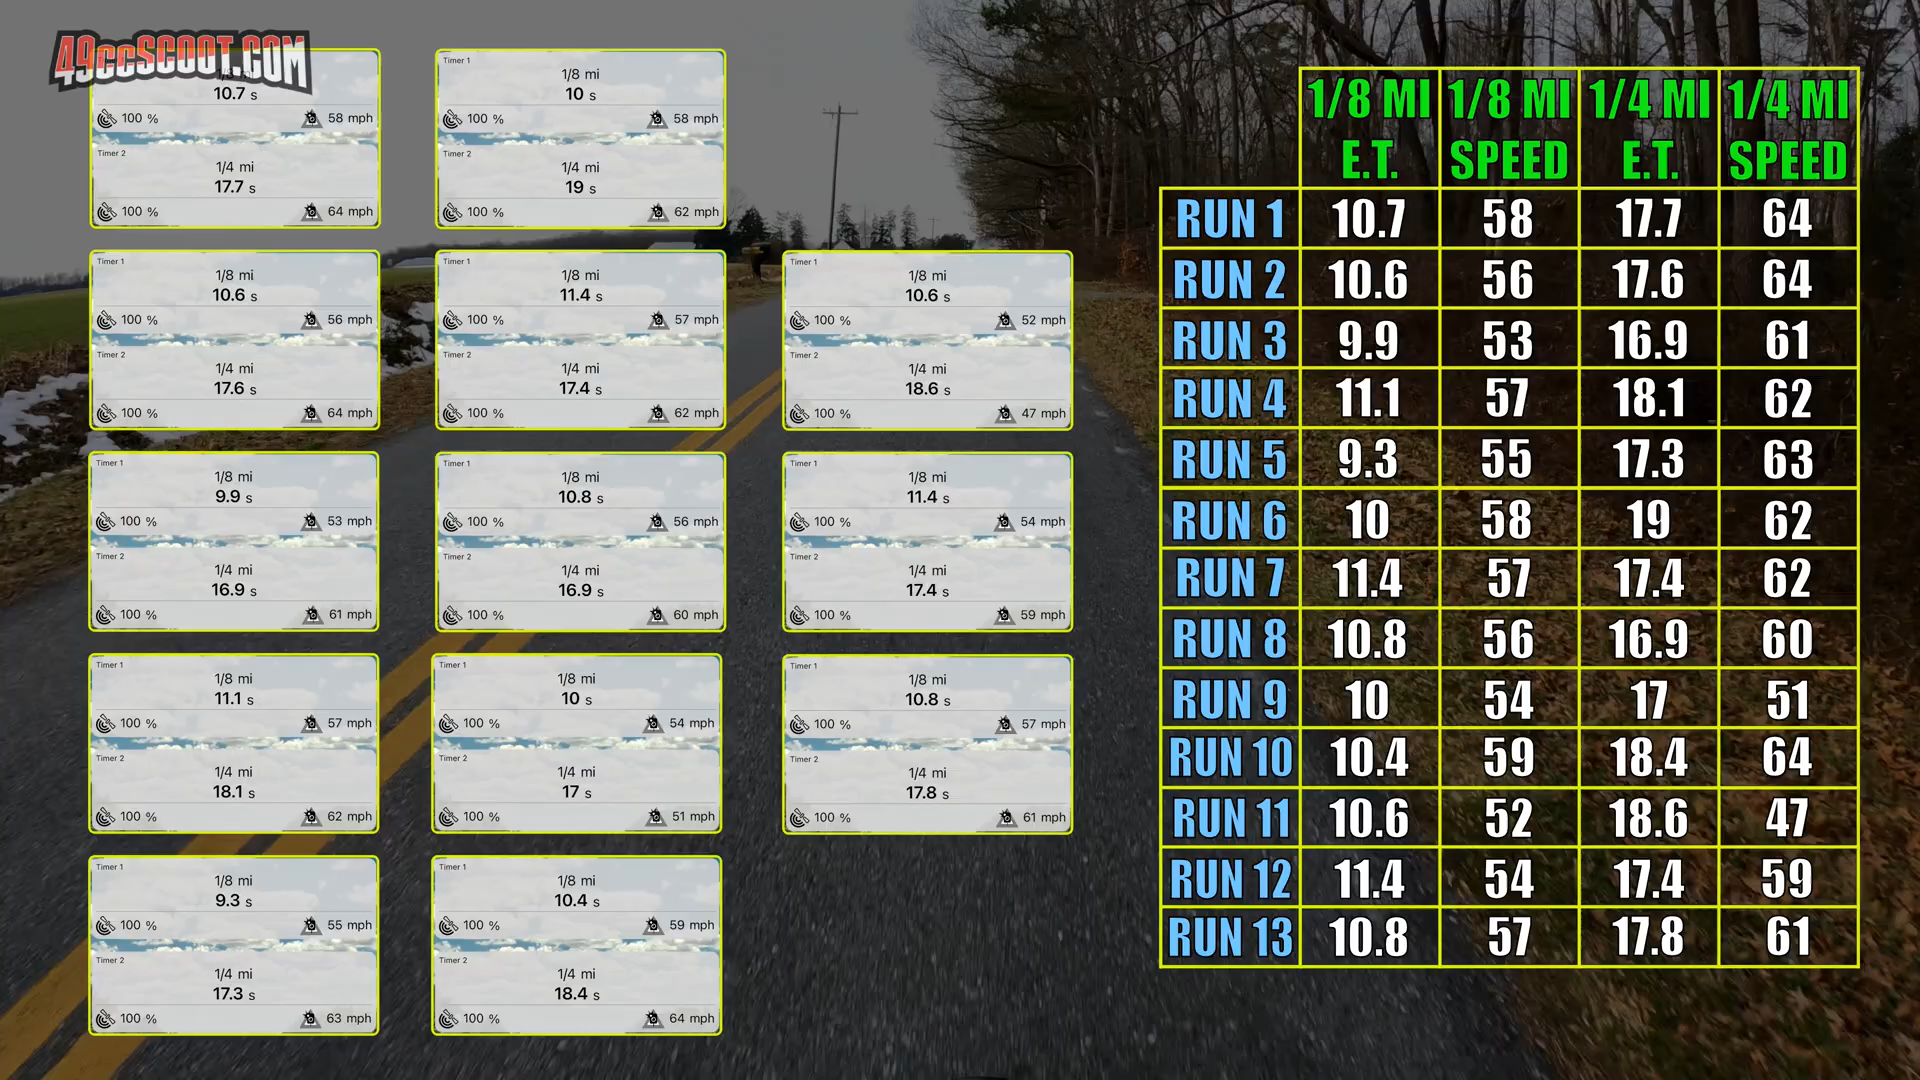 49ccSCOOT.COM
1/8 mi
10.7 s
100 % 58 mph
Timer 2
1/4 mi
17.7 s
100 % 64 mph
Timer 1
1/8 mi
10.6 s
100 % 56 mph
Timer 2
1/4 mi
17.6 s
100 % 64 mph
Timer 1
1/8 mi
9.9 s
100 % 53 mph
Timer 2
1/4 mi
16.9 s
100 % 61 mph
Timer 1
1/8 mi
11.1 s
100 % 57 mph
Timer 2
1/4 mi
18.1 s
100 % 62 mph
Timer 1
1/8 mi
9.3 s
100 % 55 mph
Timer 2
1/4 mi
17.3 s
100 % 63 mph
Timer 1
1/8 mi
10 s
100 % 58 mph
Timer 2
1/4 mi
19 s
100 % 62 mph
Timer 1
1/8 mi
11.4 s
100 % 57 mph
Timer 2
1/4 mi
17.4 s
100 % 62 mph
Timer 1
1/8 mi
10.8 s
100 % 56 mph
Timer 2
1/4 mi
16.9 s
100 % 60 mph
Timer 1
1/8 mi
10 s
100 % 54 mph
Timer 2
1/4 mi
17 s
100 % 51 mph
Timer 1
1/8 mi
10.4 s
100 % 59 mph
Timer 2
1/4 mi
18.4 s
100 % 64 mph
Timer 1
1/8 mi
10.6 s
100 % 52 mph
Timer 2
1/4 mi
18.6 s
100 % 47 mph
Timer 1
1/8 mi
11.4 s
100 % 54 mph
Timer 2
1/4 mi
17.4 s
100 % 59 mph
Timer 1
1/8 mi
10.8 s
100 % 57 mph
Timer 2
1/4 mi
17.8 s
100 % 61 mph
1/8 MI 1/8 MI 1/4 MI 1/4 MI
E.T. SPEED E.T. SPEED
RUN 1 10.7 58 17.7 64
RUN 2 10.6 56 17.6 64
RUN 3 9.9 53 16.9 61
RUN 4 11.1 57 18.1 62
RUN 5 9.3 55 17.3 63
RUN 6 10 58 19 62
RUN 7 11.4 57 17.4 62
RUN 8 10.8 56 16.9 60
RUN 9 10 54 17 51
RUN 10 10.4 59 18.4 64
RUN 11 10.6 52 18.6 47
RUN 12 11.4 54 17.4 59
RUN 13 10.8 57 17.8 61